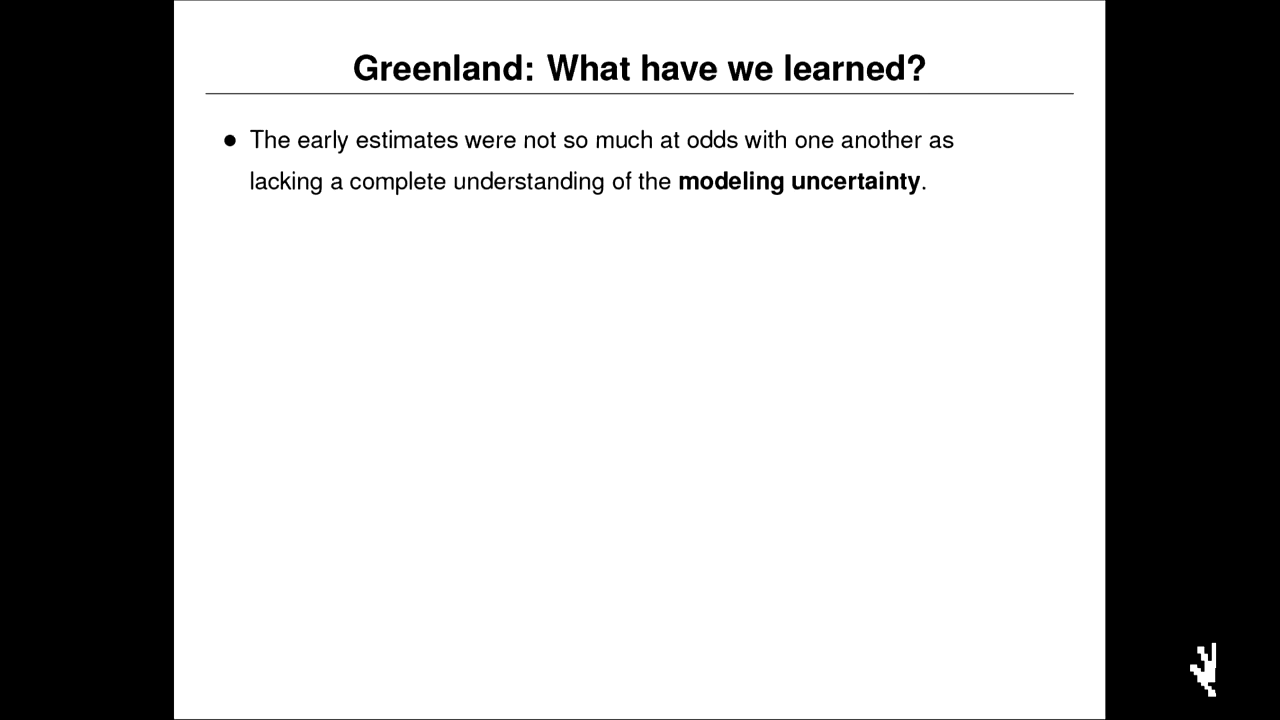 Greenland: What have we learned?
● The early estimates were not so much at odds with one another as
lacking a complete understanding of the modeling uncertainty.